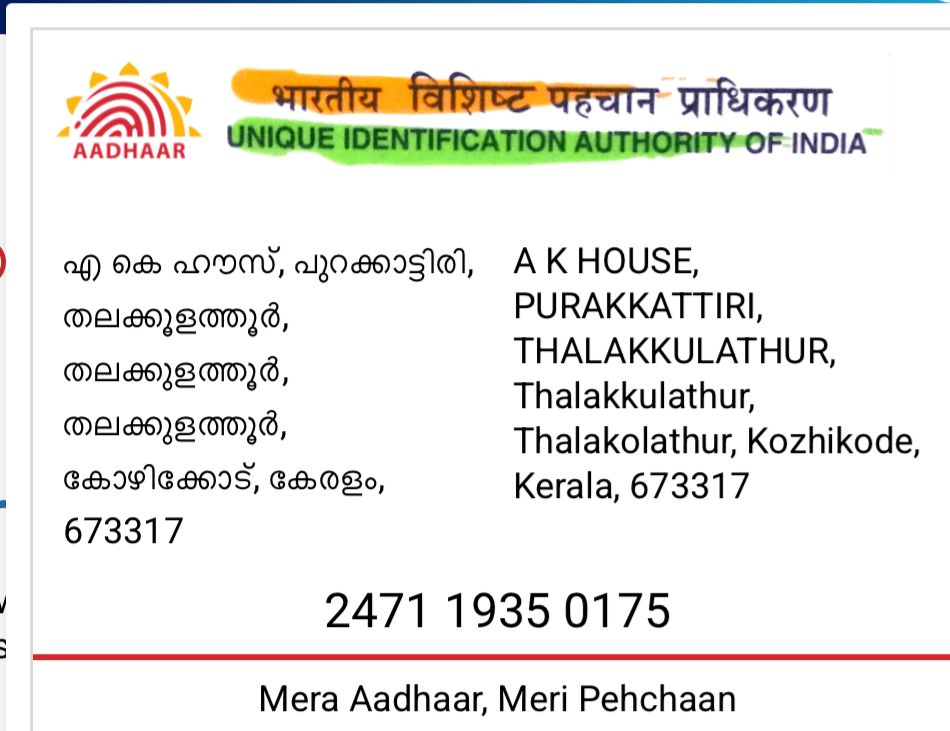 भारतीय विशिष्ट पहचान प्राधिकरण
AADHAAR
UNIQUE IDENTIFICATION AUTHORITY OF INDIA
എ കെ ഹൗസ്, പുറക്കാട്ടിരി,
തലക്കൂളത്തൂർ,
തലക്കുളത്തൂർ,
തലക്കുളത്തൂർ,
കോഴിക്കോട്, കേരളം,
673317
A K HOUSE,
PURAKKATTIRI,
THALAKKULATHUR,
Thalakkulathur,
Thalakolathur, Kozhikode,
Kerala, 673317
2471 1935 0175
Mera Aadhaar, Meri Pehchaan